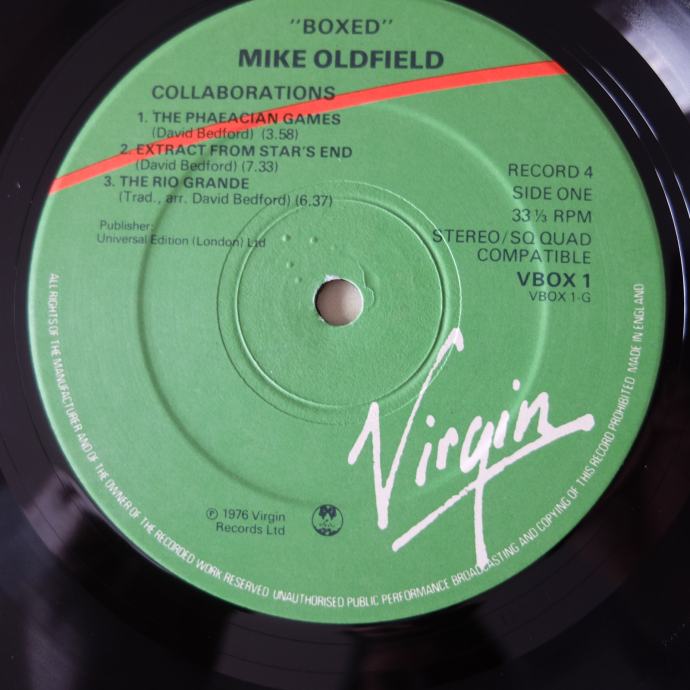 "BOXED"
MIKE OLDFIELD
COLLABORATIONS
1. THE PHAEACIAN GAMES
(David Bedford) (3.58)
2. EXTRACT FROM STAR'S END
(David Bedford) (7.33)
3. THE RIO GRANDE
(Trad., arr. David Bedford) (6.37)
Publisher:
Universal Edition (London) Ltd
RECORD 4
SIDE ONE
33 ⅓ RPM
STEREO/SQ QUAD
COMPATIBLE
VBOX 1
VBOX 1-G
Virgin
℗ 1976 Virgin
Records Ltd
ALL RIGHTS OF THE MANUFACTURER AND OF THE OWNER OF THE RECORDED WORK RESERVED UNAUTHORISED PUBLIC PERFORMANCE BROADCASTING AND COPYING OF THIS RECORD PROHIBITED MADE IN ENGLAND